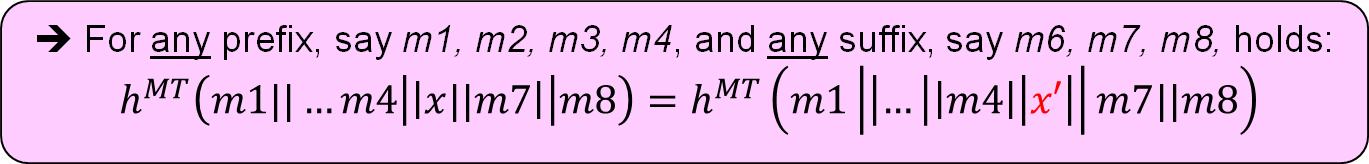 ➔ For any prefix, say m1, m2, m3, m4, and any suffix, say m6, m7, m8, holds:
h^{MT}(m1|| …m4||x||m7||m8) = h^{MT}(m1||…||m4||x′||m7||m8)